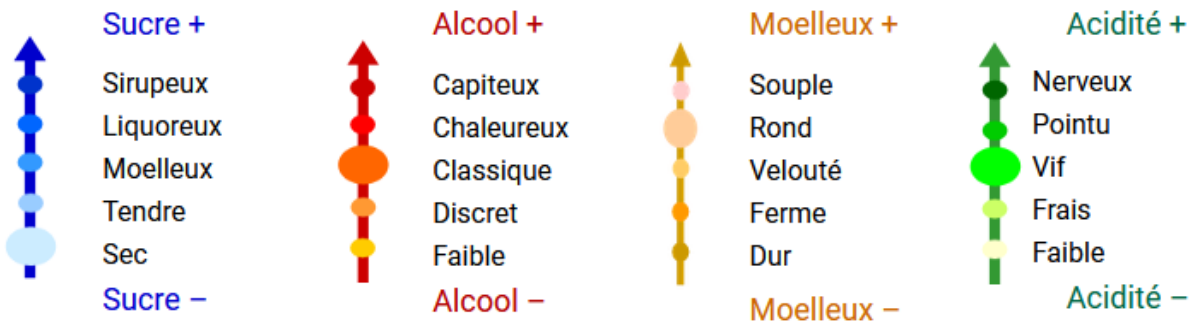 Sucre +
Sirupeux
Liquoreux
Moelleux
Tendre
Sec
Sucre –
Alcool +
Capiteux
Chaleureux
Classique
Discret
Faible
Alcool –
Moelleux +
Souple
Rond
Velouté
Ferme
Dur
Moelleux –
Acidité +
Nerveux
Pointu
Vif
Frais
Faible
Acidité –